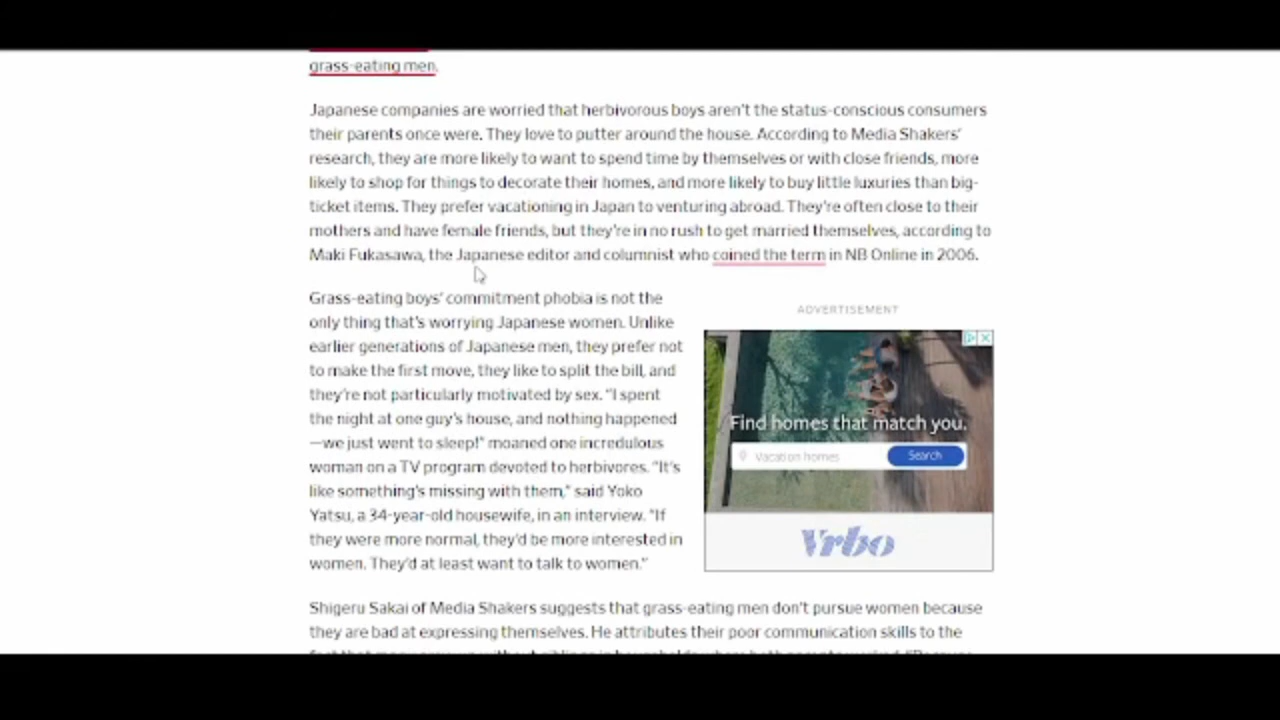 grass-eating men.
Japanese companies are worried that herbivorous boys aren't the status-conscious consumers
their parents once were. They love to putter around the house. According to Media Shakers'
research, they are more likely to want to spend time by themselves or with close friends, more
likely to shop for things to decorate their homes, and more likely to buy little luxuries than big-
ticket items. They prefer vacationing in Japan to venturing abroad. They're often close to their
mothers and have female friends, but they're in no rush to get married themselves, according to
Maki Fukasawa, the Japanese editor and columnist who coined the term in NB Online in 2006.
Grass-eating boys' commitment phobia is not the
only thing that's worrying Japanese women. Unlike
earlier generations of Japanese men, they prefer not
to make the first move, they like to split the bill, and
they're not particularly motivated by sex. "I spent
the night at one guy's house, and nothing happened
—we just went to sleep!" moaned one incredulous
woman on a TV program devoted to herbivores. "It's
like something's missing with them," said Yoko
Yatsu, a 34-year-old housewife, in an interview. "If
they were more normal, they'd be more interested in
women. They'd at least want to talk to women."
ADVERTISEMENT
Find homes that match you.
Vacation homes
Search
Vrbo
Shigeru Sakai of Media Shakers suggests that grass-eating men don't pursue women because
they are bad at expressing themselves. He attributes their poor communication skills to the